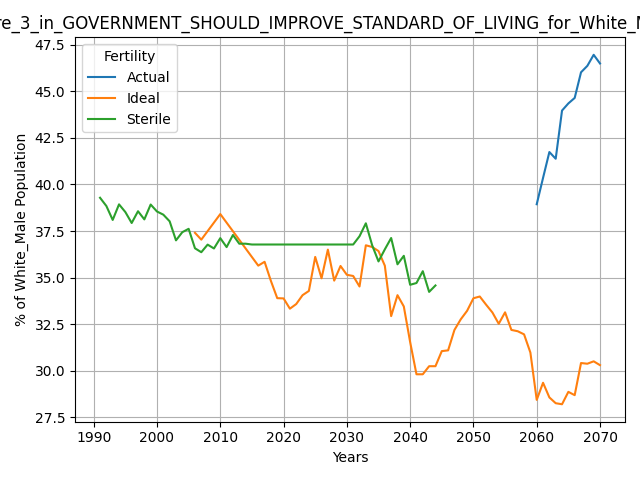 re_3_in_GOVERNMENT_SHOULD_IMPROVE_STANDARD_OF_LIVING_for_White_M
Fertility
Actual
Ideal
Sterile
% of White_Male Population
47.5
45.0
42.5
40.0
37.5
35.0
32.5
30.0
27.5
1990 2000 2010 2020 2030 2040 2050 2060 2070
Years